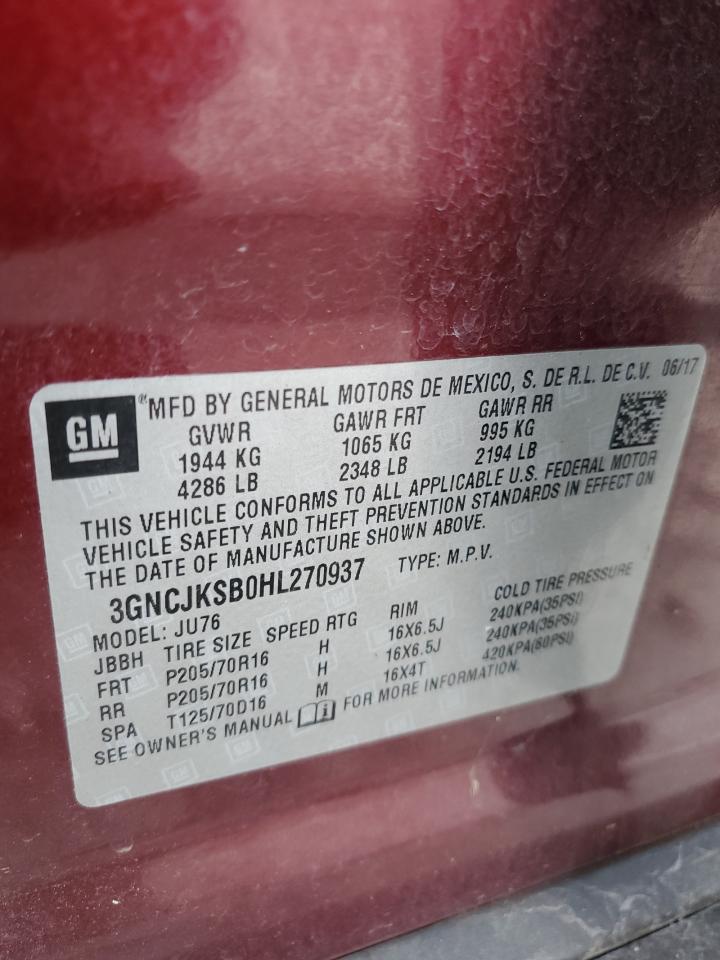 GM
® MFD BY GENERAL MOTORS DE MEXICO, S. DE R.L. DE C.V. 06/17
GVWR GAWR FRT GAWR RR
1944 KG 1065 KG 995 KG
4286 LB 2348 LB 2194 LB
THIS VEHICLE CONFORMS TO ALL APPLICABLE U.S. FEDERAL MOTOR
VEHICLE SAFETY AND THEFT PREVENTION STANDARDS IN EFFECT ON
THE DATE OF MANUFACTURE SHOWN ABOVE.
3GNCJKSB0HL270937 TYPE: M.P.V.
MODEL: JU76
JBBH TIRE SIZE SPEED RTG RIM COLD TIRE PRESSURE
FRT P205/70R16 H 16X6.5J 240KPA(35PSI)
RR P205/70R16 H 16X6.5J 240KPA(35PSI)
SPA T125/70D16 M 16X4T 420KPA(60PSI)
SEE OWNER'S MANUAL FOR MORE INFORMATION.